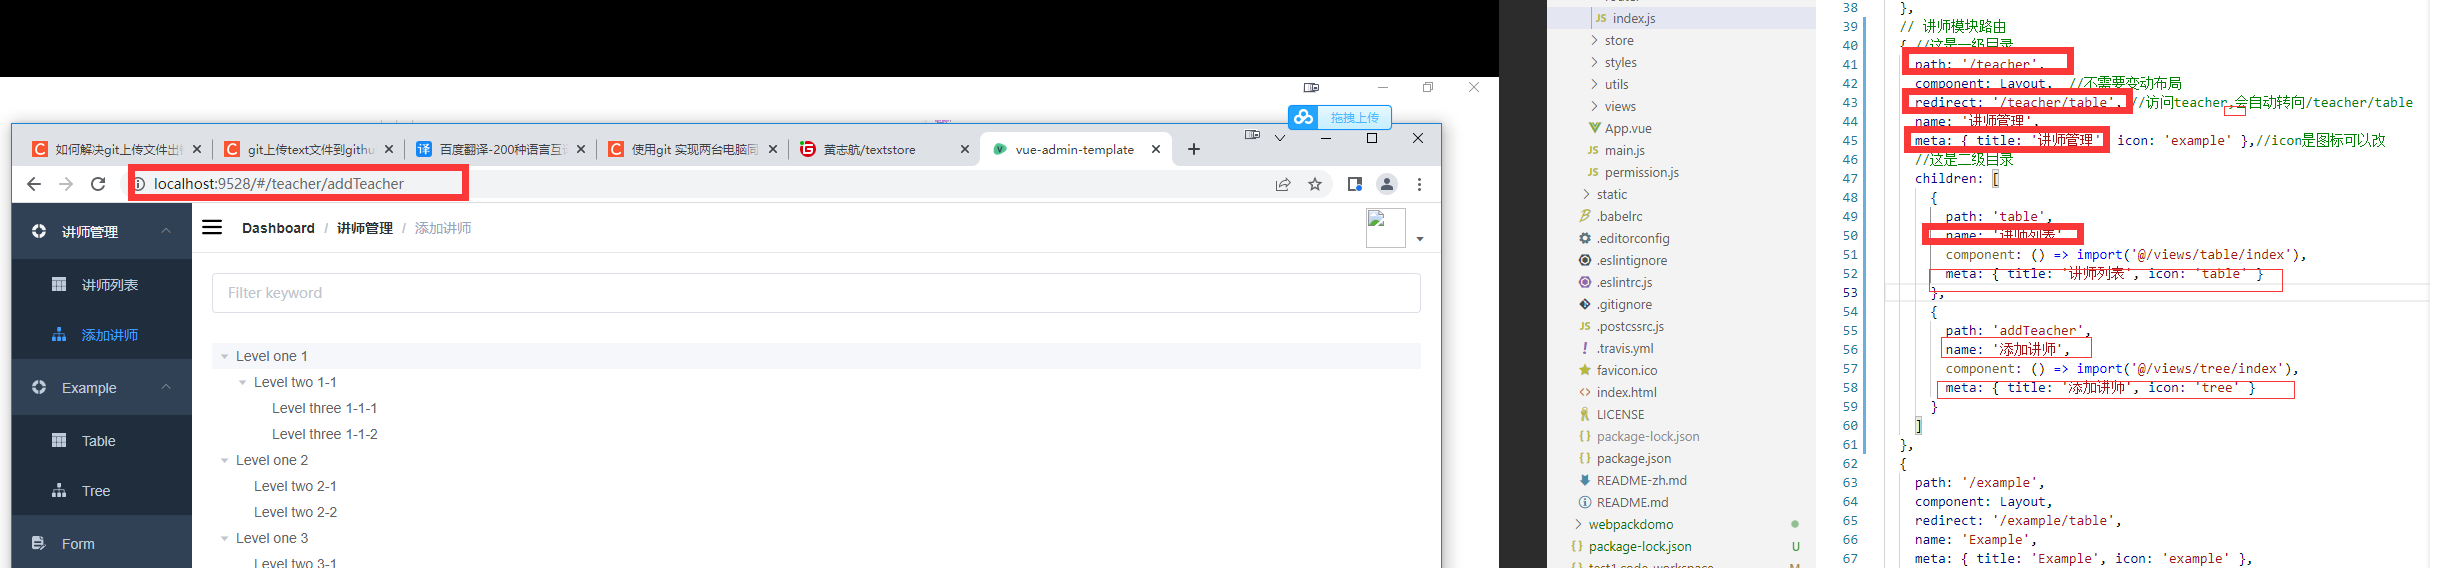 拖拽上传
如何解决git上传文件出
git上传text文件到githu
百度翻译-200种语言互译
使用git 实现两台电脑同
黄志航/textstore
vue-admin-template
localhost:9528/#/teacher/addTeacher
讲师管理
讲师列表
添加讲师
Example
Table
Tree
Form
Dashboard / 讲师管理 / 添加讲师
Filter keyword
Level one 1
Level two 1-1
Level three 1-1-1
Level three 1-1-2
Level one 2
Level two 2-1
Level two 2-2
Level one 3
Level two 3-1
router
JS index.js
store
styles
utils
views
App.vue
JS main.js
JS permission.js
static
.babelrc
.editorconfig
.eslintignore
.eslintrc.js
.gitignore
JS .postcssrc.js
! .travis.yml
favicon.ico
<> index.html
LICENSE
{} package-lock.json
{} package.json
README-zh.md
README.md
webpackdomo
{} package-lock.json U
test1.code-workspace M
38 },
39 // 讲师模块路由
40 { //这是一级目录
41 path: '/teacher',
42 component: Layout, //不需要变动布局
43 redirect: '/teacher/table', //访问teacher,会自动转向/teacher/table
44 name: '讲师管理',
45 meta: { title: '讲师管理', icon: 'example' },//icon是图标可以改
46 //这是二级目录
47 children: [
48 {
49 path: 'table',
50 name: '讲师列表',
51 component: () => import('@/views/table/index'),
52 meta: { title: '讲师列表', icon: 'table' }
53 },
54 {
55 path: 'addTeacher',
56 name: '添加讲师',
57 component: () => import('@/views/tree/index'),
58 meta: { title: '添加讲师', icon: 'tree' }
59 }
60 ]
61 },
62 {
63 path: '/example',
64 component: Layout,
65 redirect: '/example/table',
66 name: 'Example',
67 meta: { title: 'Example', icon: 'example' },